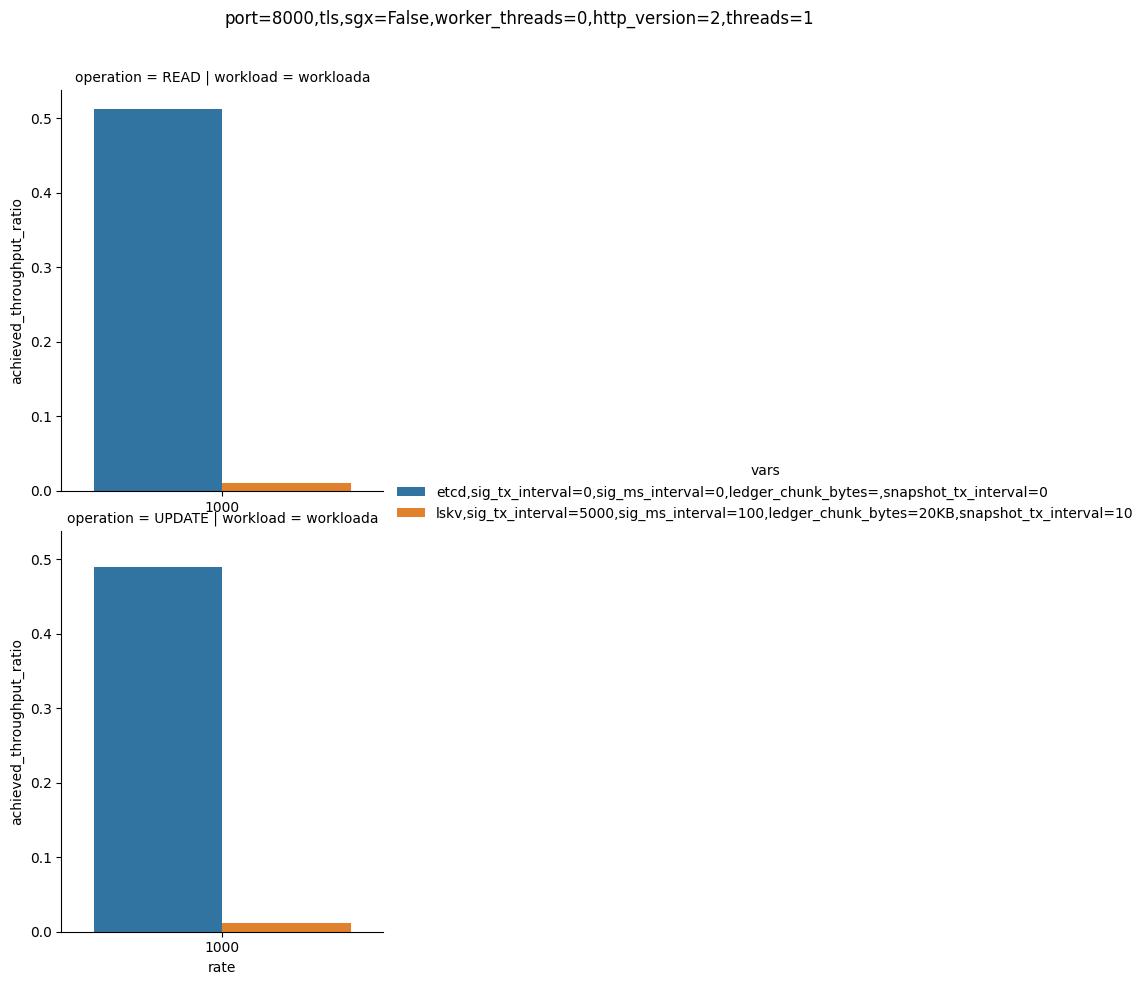 port=8000,tls,sgx=False,worker_threads=0,http_version=2,threads=1
operation = READ | workload = workloada
0.5
0.4
0.3
0.2
0.1
0.0
achieved_throughput_ratio
1000
vars
etcd,sig_tx_interval=0,sig_ms_interval=0,ledger_chunk_bytes=,snapshot_tx_interval=0
lskv,sig_tx_interval=5000,sig_ms_interval=100,ledger_chunk_bytes=20KB,snapshot_tx_interval=10
operation = UPDATE | workload = workloada
0.5
0.4
0.3
0.2
0.1
0.0
achieved_throughput_ratio
1000
rate